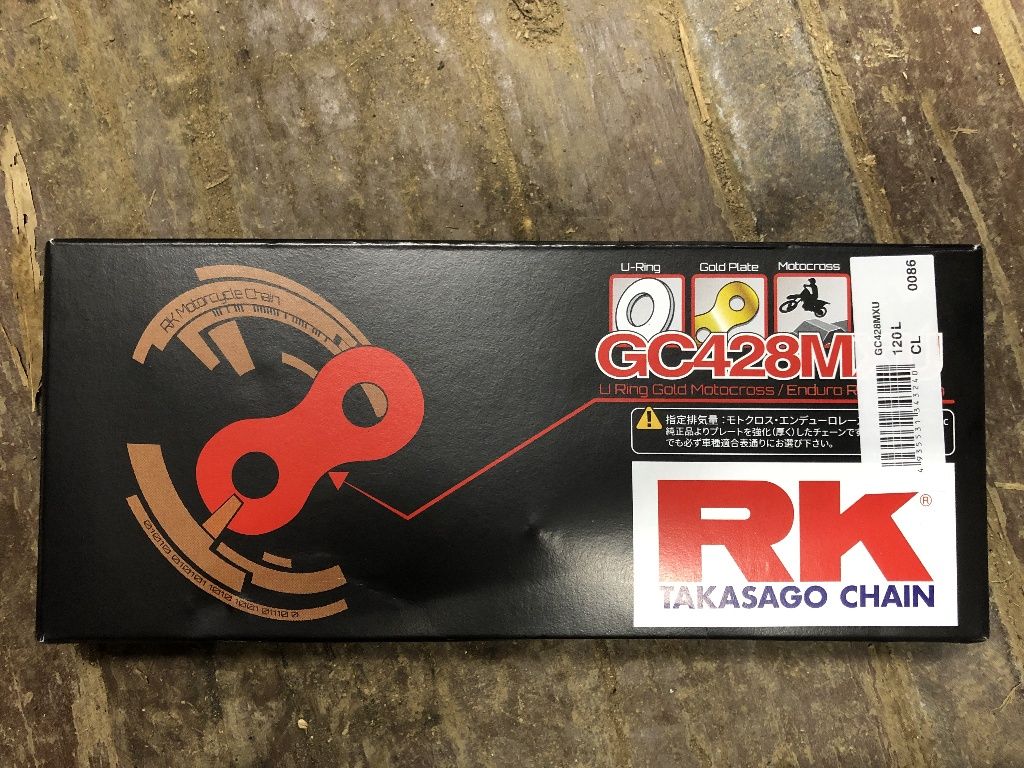 RK Motorcycle Chain
U-Ring
Gold Plate
Motocross
GC428M
U Ring Gold Motocross / Enduro
指定排気量:モトクロス・エンデューロレー
純正品よりプレートを強化(厚く)したチェーンです
でも必ず車種適合表通りにお選び下さい。
GC428MXU
120L
CL
0086
4935531343240
RK®
TAKASAGO CHAIN